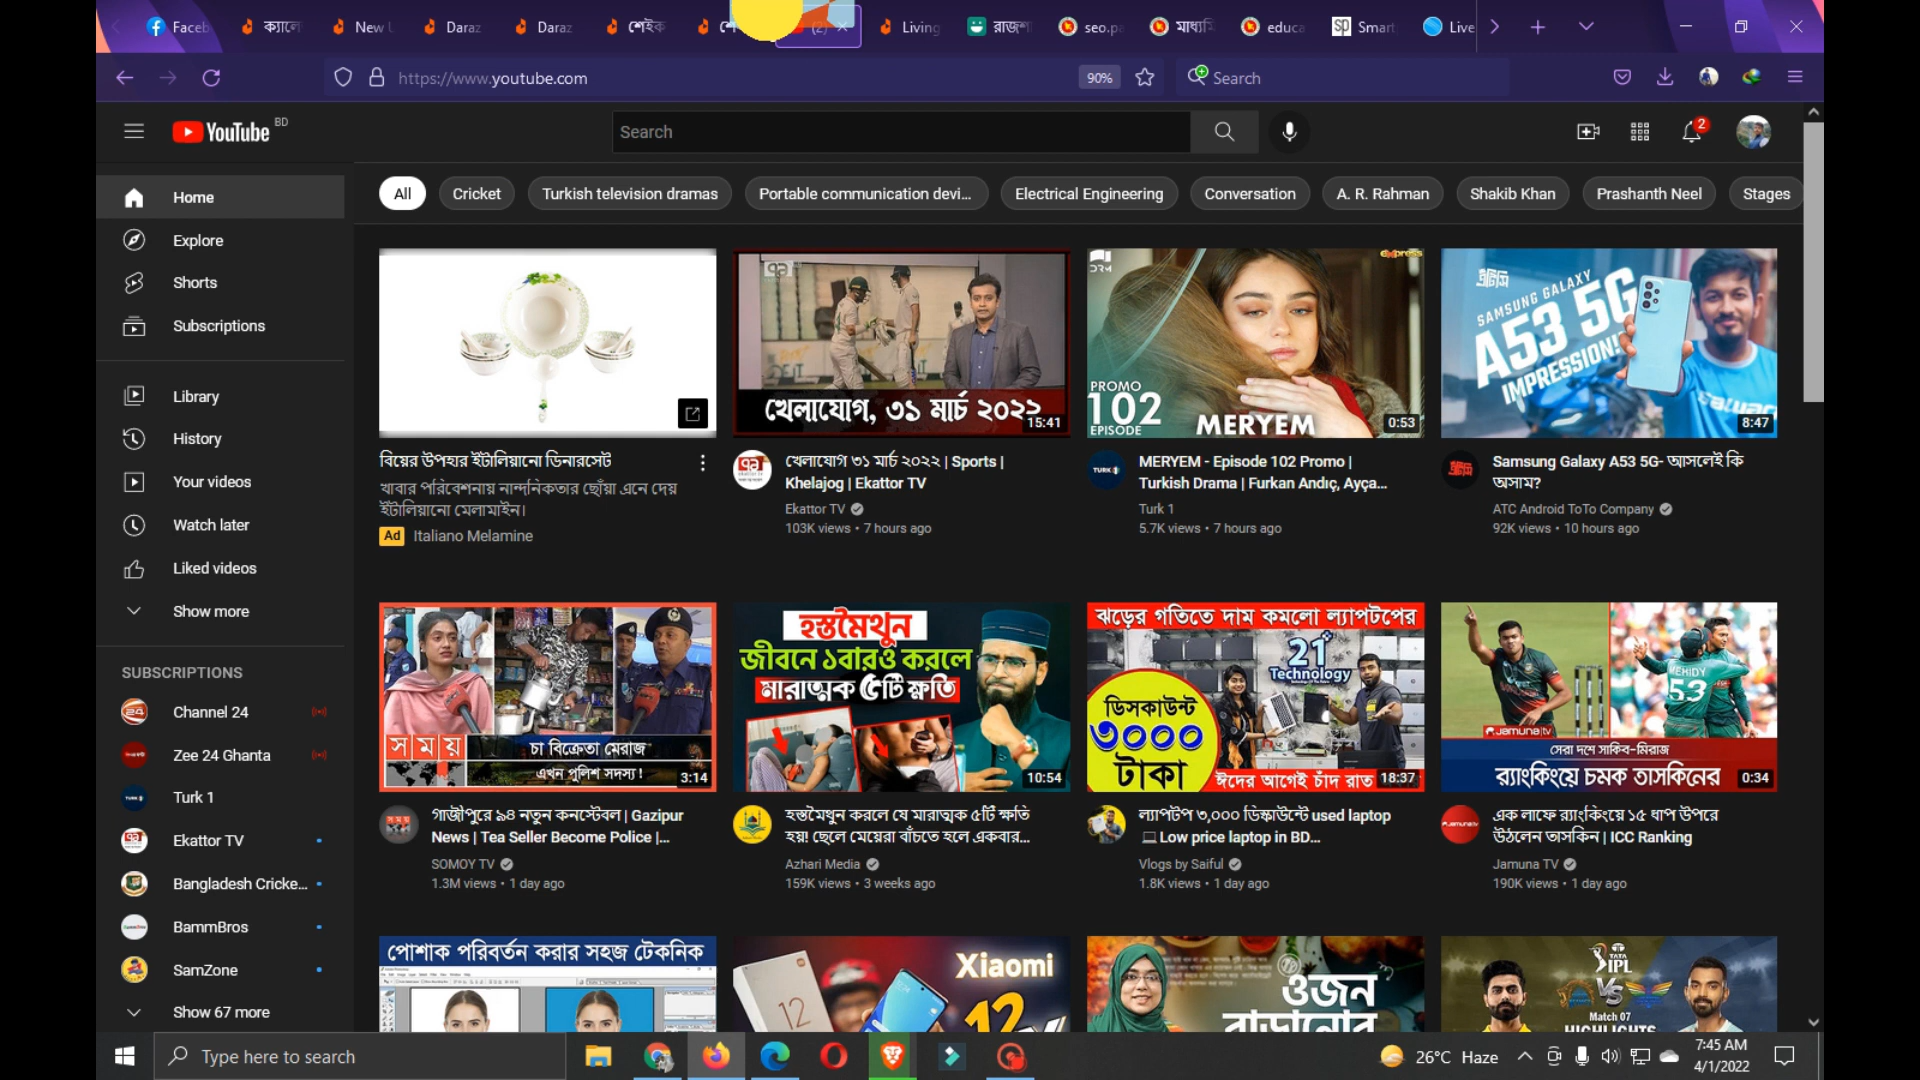 Faceb
ক্যালে
New L
Daraz
Daraz
শেইক
শে
(2)
Living
রাজশা
seo.pa
মাধ্যমি
educa
Smart
Live
https://www.youtube.com
90%
Search
YouTube BD
Search
2
Home
Explore
Shorts
Subscriptions
Library
History
Your videos
Watch later
Liked videos
Show more
SUBSCRIPTIONS
Channel 24
Zee 24 Ghanta
Turk 1
Ekattor TV
Bangladesh Cricke...
BammBros
SamZone
Show 67 more
All
Cricket
Turkish television dramas
Portable communication devi...
Electrical Engineering
Conversation
A. R. Rahman
Shakib Khan
Prashanth Neel
Stages
বিয়ের উপহার ইটালিয়ানো ডিনারসেট
খাবার পরিবেশনায় নান্দনিকতার ছোঁয়া এনে দেয়
ইটালিয়ানো মেলামাইন।
Ad Italiano Melamine
খেলাযোগ, ৩১ মার্চ ২০২২
15:41
খেলাযোগ ৩১ মার্চ ২০২২ | Sports |
Khelajog | Ekattor TV
Ekattor TV
103K views • 7 hours ago
DRM
express
PROMO
102
EPISODE
MERYEM
0:53
MERYEM - Episode 102 Promo |
Turkish Drama | Furkan Andıç, Ayça...
Turk 1
5.7K views • 7 hours ago
SAMSUNG GALAXY
A53 5G
IMPRESSION!
8:47
Samsung Galaxy A53 5G- আসলেই কি
অসাম?
ATC Android ToTo Company
92K views • 10 hours ago
সময়
চা বিক্রেতা মেরাজ
এখন পুলিশ সদস্য!
3:14
গাজীপুরে ৯৪ নতুন কনস্টেবল | Gazipur
News | Tea Seller Become Police |...
SOMOY TV
1.3M views • 1 day ago
হস্তমৈথুন
জীবনে ১বারও করলে
মারাত্মক ৫টি ক্ষতি
10:54
হস্তমৈথুন করলে যে মারাত্মক ৫টি ক্ষতি
হয়! ছেলে মেয়েরা বাঁচতে হলে একবার...
Azhari Media
159K views • 3 weeks ago
ঝড়ের গতিতে দাম কমলো ল্যাপটপের
21+
Technology
ডিসকাউন্ট
৩০০০
টাকা
ঈদের আগেই চাঁদ রাত
18:37
ল্যাপটপ ৩,০০০ ডিস্কাউন্টে used laptop
Low price laptop in BD...
Vlogs by Saiful
1.8K views • 1 day ago
MEHIDY
53
Jamuna tv
সেরা দশে সাকিব-মিরাজ
র‍্যাংকিংয়ে চমক তাসকিনের
0:34
এক লাফে র‍্যাংকিংয়ে ১৫ ধাপ উপরে
উঠলেন তাসকিন | ICC Ranking
Jamuna TV
190K views • 1 day ago
পোশাক পরিবর্তন করার সহজ টেকনিক
Xiaomi
12
ওজন
বাড়ানোর
TATA
IPL
VS
Match 07
HIGHLIGHTS
Type here to search
26°C Haze
7:45 AM
4/1/2022